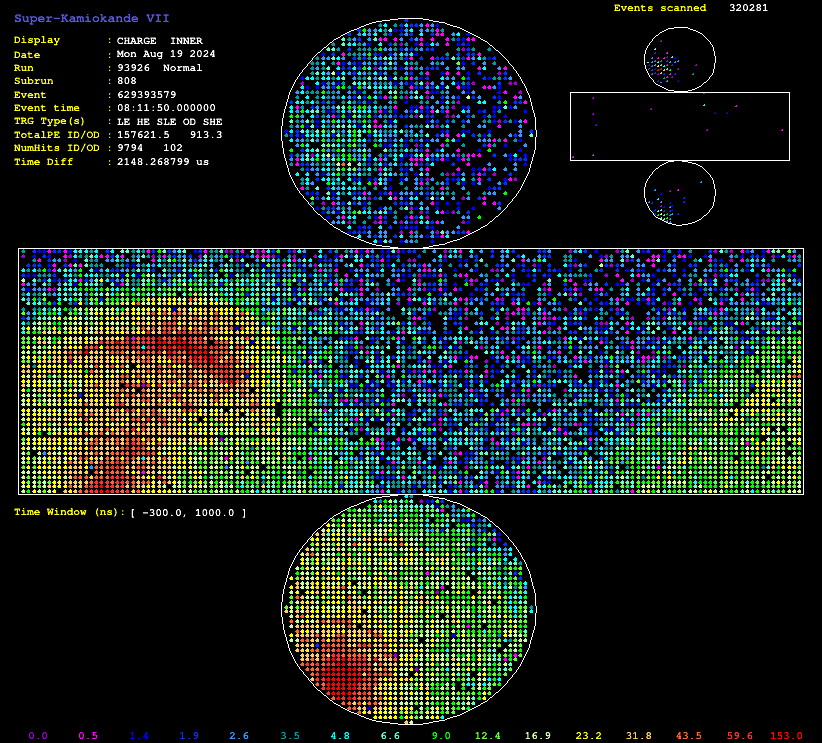 Super-Kamiokande VII
Events scanned 320281
Display : CHARGE INNER
Date : Mon Aug 19 2024
Run : 93926 Normal
Subrun : 808
Event : 629393579
Event time : 08:11:50.000000
TRG Type(s) : LE HE SLE OD SHE
TotalPE ID/OD : 157621.5 913.3
NumHits ID/OD : 9794 102
Time Diff : 2148.268799 us
Time Window (ns): [ -300.0, 1000.0 ]
0.0 0.5 1.4 1.9 2.6 3.5 4.8 6.6 9.0 12.4 16.9 23.2 31.8 43.5 59.6 153.0